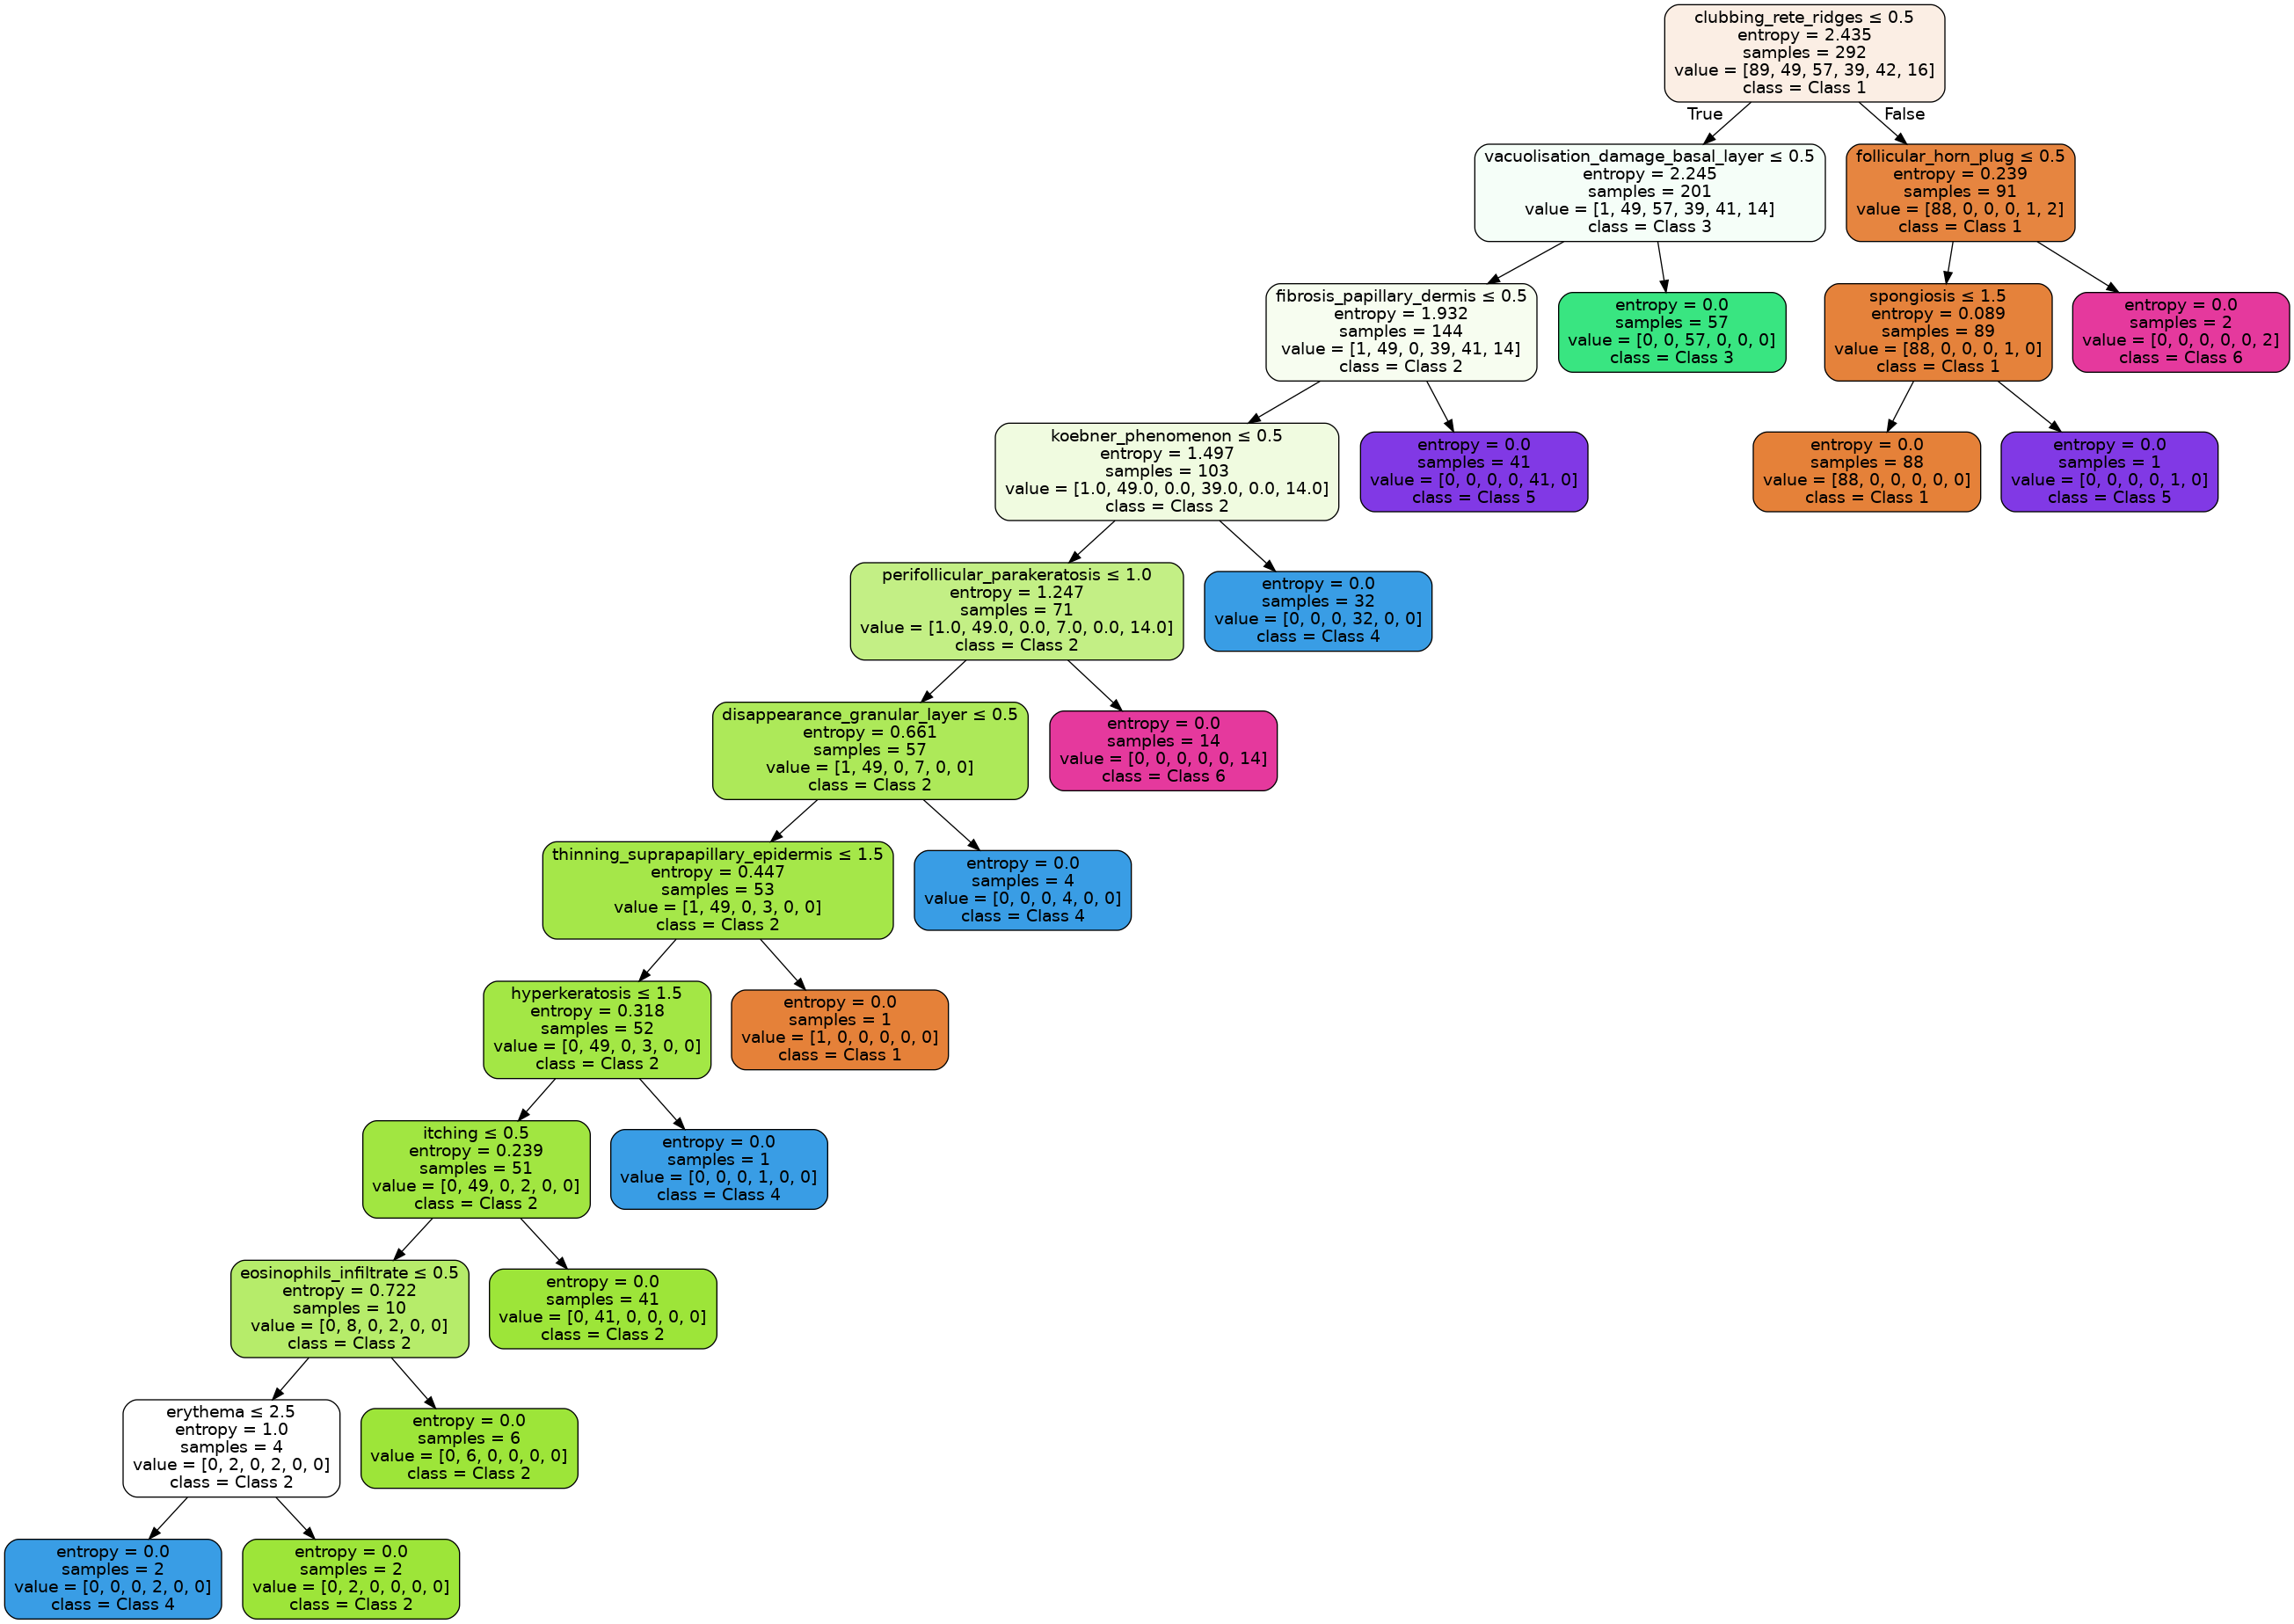 clubbing_rete_ridges ≤ 0.5
entropy = 2.435
samples = 292
value = [89, 49, 57, 39, 42, 16]
class = Class 1
True
False
vacuolisation_damage_basal_layer ≤ 0.5
entropy = 2.245
samples = 201
value = [1, 49, 57, 39, 41, 14]
class = Class 3
follicular_horn_plug ≤ 0.5
entropy = 0.239
samples = 91
value = [88, 0, 0, 0, 1, 2]
class = Class 1
fibrosis_papillary_dermis ≤ 0.5
entropy = 1.932
samples = 144
value = [1, 49, 0, 39, 41, 14]
class = Class 2
entropy = 0.0
samples = 57
value = [0, 0, 57, 0, 0, 0]
class = Class 3
spongiosis ≤ 1.5
entropy = 0.089
samples = 89
value = [88, 0, 0, 0, 1, 0]
class = Class 1
entropy = 0.0
samples = 2
value = [0, 0, 0, 0, 0, 2]
class = Class 6
koebner_phenomenon ≤ 0.5
entropy = 1.497
samples = 103
value = [1.0, 49.0, 0.0, 39.0, 0.0, 14.0]
class = Class 2
entropy = 0.0
samples = 41
value = [0, 0, 0, 0, 41, 0]
class = Class 5
entropy = 0.0
samples = 88
value = [88, 0, 0, 0, 0, 0]
class = Class 1
entropy = 0.0
samples = 1
value = [0, 0, 0, 0, 1, 0]
class = Class 5
perifollicular_parakeratosis ≤ 1.0
entropy = 1.247
samples = 71
value = [1.0, 49.0, 0.0, 7.0, 0.0, 14.0]
class = Class 2
entropy = 0.0
samples = 32
value = [0, 0, 0, 32, 0, 0]
class = Class 4
disappearance_granular_layer ≤ 0.5
entropy = 0.661
samples = 57
value = [1, 49, 0, 7, 0, 0]
class = Class 2
entropy = 0.0
samples = 14
value = [0, 0, 0, 0, 0, 14]
class = Class 6
thinning_suprapapillary_epidermis ≤ 1.5
entropy = 0.447
samples = 53
value = [1, 49, 0, 3, 0, 0]
class = Class 2
entropy = 0.0
samples = 4
value = [0, 0, 0, 4, 0, 0]
class = Class 4
hyperkeratosis ≤ 1.5
entropy = 0.318
samples = 52
value = [0, 49, 0, 3, 0, 0]
class = Class 2
entropy = 0.0
samples = 1
value = [1, 0, 0, 0, 0, 0]
class = Class 1
itching ≤ 0.5
entropy = 0.239
samples = 51
value = [0, 49, 0, 2, 0, 0]
class = Class 2
entropy = 0.0
samples = 1
value = [0, 0, 0, 1, 0, 0]
class = Class 4
eosinophils_infiltrate ≤ 0.5
entropy = 0.722
samples = 10
value = [0, 8, 0, 2, 0, 0]
class = Class 2
entropy = 0.0
samples = 41
value = [0, 41, 0, 0, 0, 0]
class = Class 2
erythema ≤ 2.5
entropy = 1.0
samples = 4
value = [0, 2, 0, 2, 0, 0]
class = Class 2
entropy = 0.0
samples = 6
value = [0, 6, 0, 0, 0, 0]
class = Class 2
entropy = 0.0
samples = 2
value = [0, 0, 0, 2, 0, 0]
class = Class 4
entropy = 0.0
samples = 2
value = [0, 2, 0, 0, 0, 0]
class = Class 2